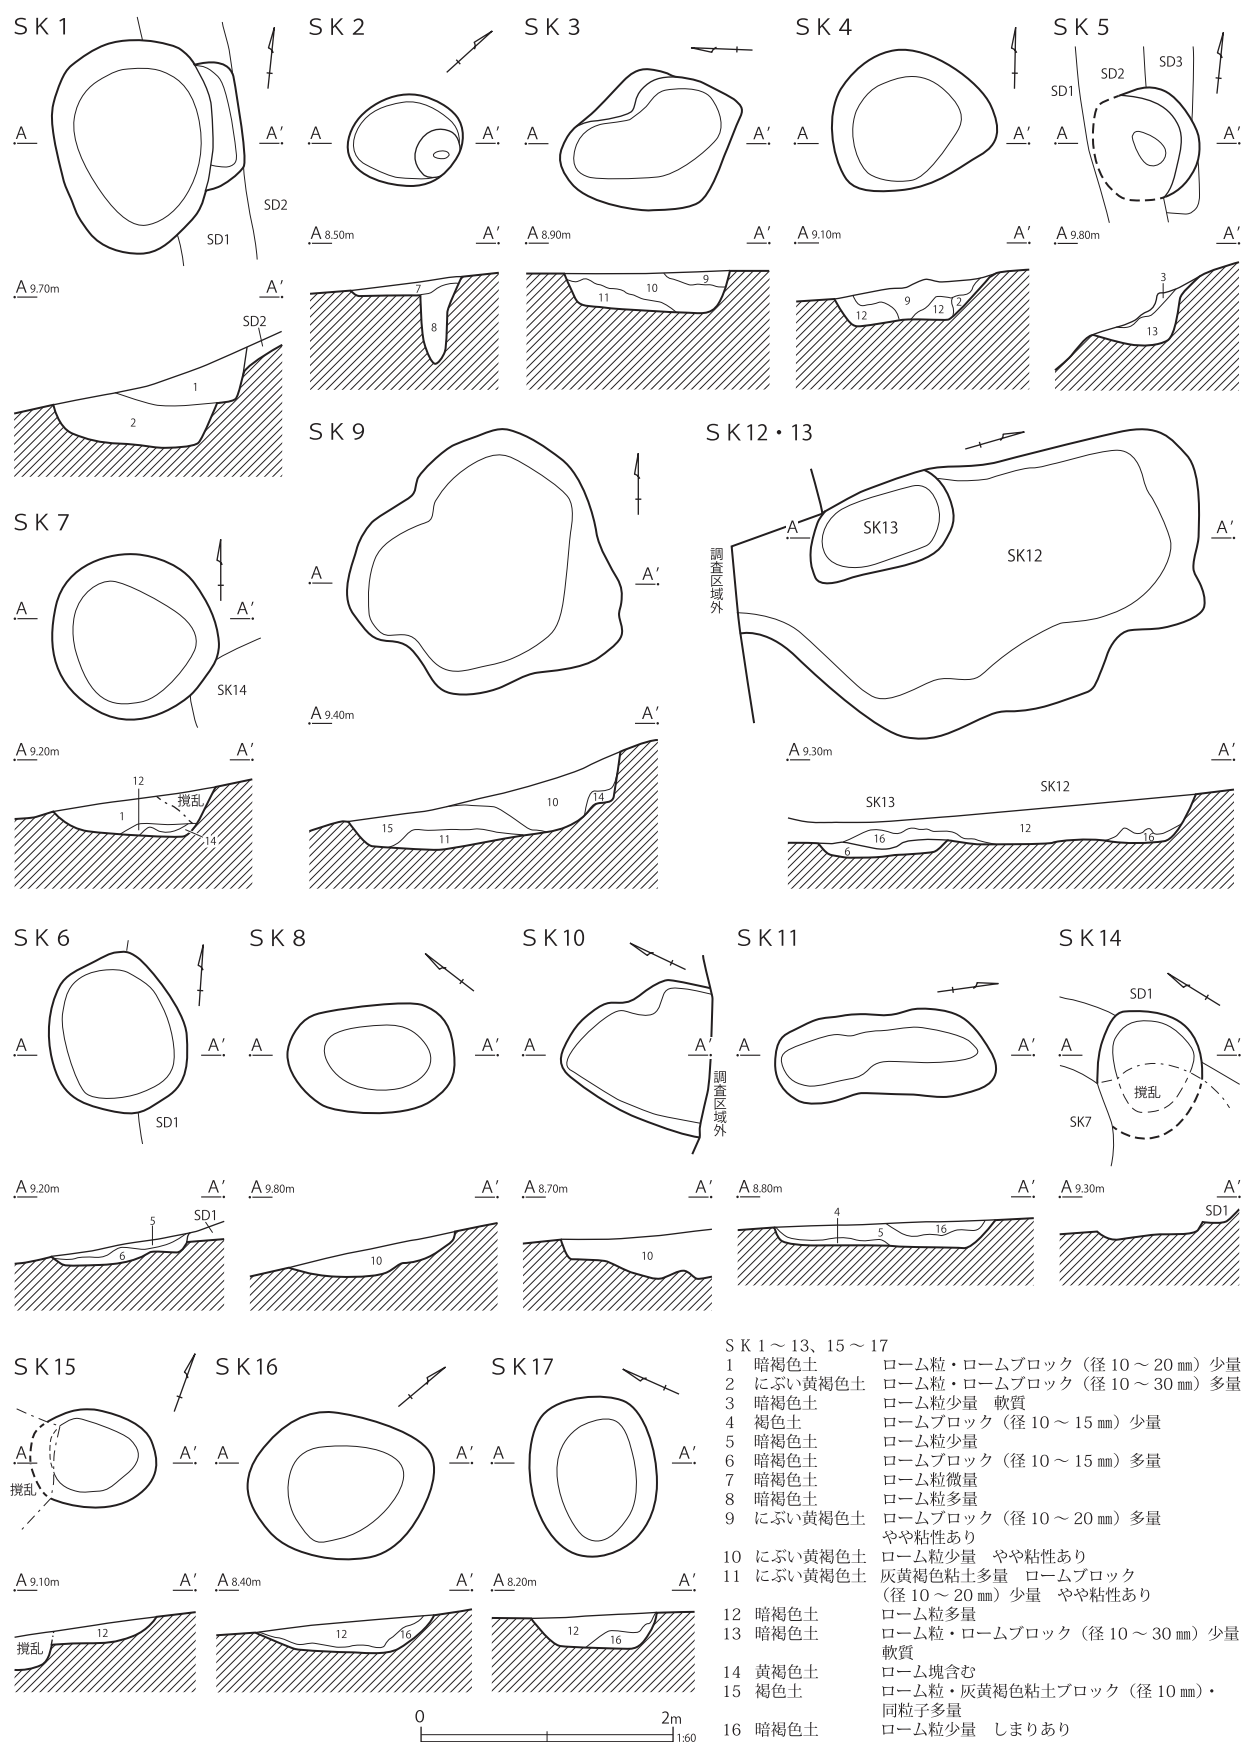 SK1
SK2
SK3
SK4
SK5
A A'
SD1
SD2
A A'
A A'
A A'
A A'
SD1
SD2
SD3
A 9.70m A'
SD2
1
2
A 8.50m A'
7
8
A 8.90m A'
9
10
11
A 9.10m A'
9
12
12
2
A 9.80m A'
3
13
SK7
A A'
SK14
A 9.20m A'
12
1
撹乱
14
SK9
A A'
A 9.40m A'
10
14
15
11
SK12・13
A A'
SK13
SK12
調査区域外
A 9.30m A'
SK12
SK13
12
16
16
6
SK6
A A'
SD1
A 9.20m A'
5
SD1
6
SK8
A A'
A 9.80m A'
10
SK10
A A'
調査区域外
A 8.70m A'
10
SK11
A A'
A 8.80m A'
4
5
16
SK14
SD1
A A'
撹乱
SK7
A 9.30m A'
SD1
SK15
A A'
撹乱
A 9.10m A'
12
撹乱
SK16
A A'
A 8.40m A'
12
16
SK17
A A'
A 8.20m A'
12
16
0 2m
1:60
SK1～13、15～17
1 暗褐色土 ローム粒・ロームブロック（径10～20㎜）少量
2 にぶい黄褐色土 ローム粒・ロームブロック（径10～30㎜）多量
3 暗褐色土 ローム粒少量　軟質
4 褐色土 ロームブロック（径10～15㎜）少量
5 暗褐色土 ローム粒少量
6 暗褐色土 ロームブロック（径10～15㎜）多量
7 暗褐色土 ローム粒微量
8 暗褐色土 ローム粒多量
9 にぶい黄褐色土 ロームブロック（径10～20㎜）多量
やや粘性あり
10 にぶい黄褐色土 ローム粒少量　やや粘性あり
11 にぶい黄褐色土 灰黄褐色粘土多量　ロームブロック
（径10～20㎜）少量　やや粘性あり
12 暗褐色土 ローム粒多量
13 暗褐色土 ローム粒・ロームブロック（径10～30㎜）少量
軟質
14 黄褐色土 ローム塊含む
15 褐色土 ローム粒・灰黄褐色粘土ブロック（径10㎜）・
同粒子多量
16 暗褐色土 ローム粒少量　しまりあり